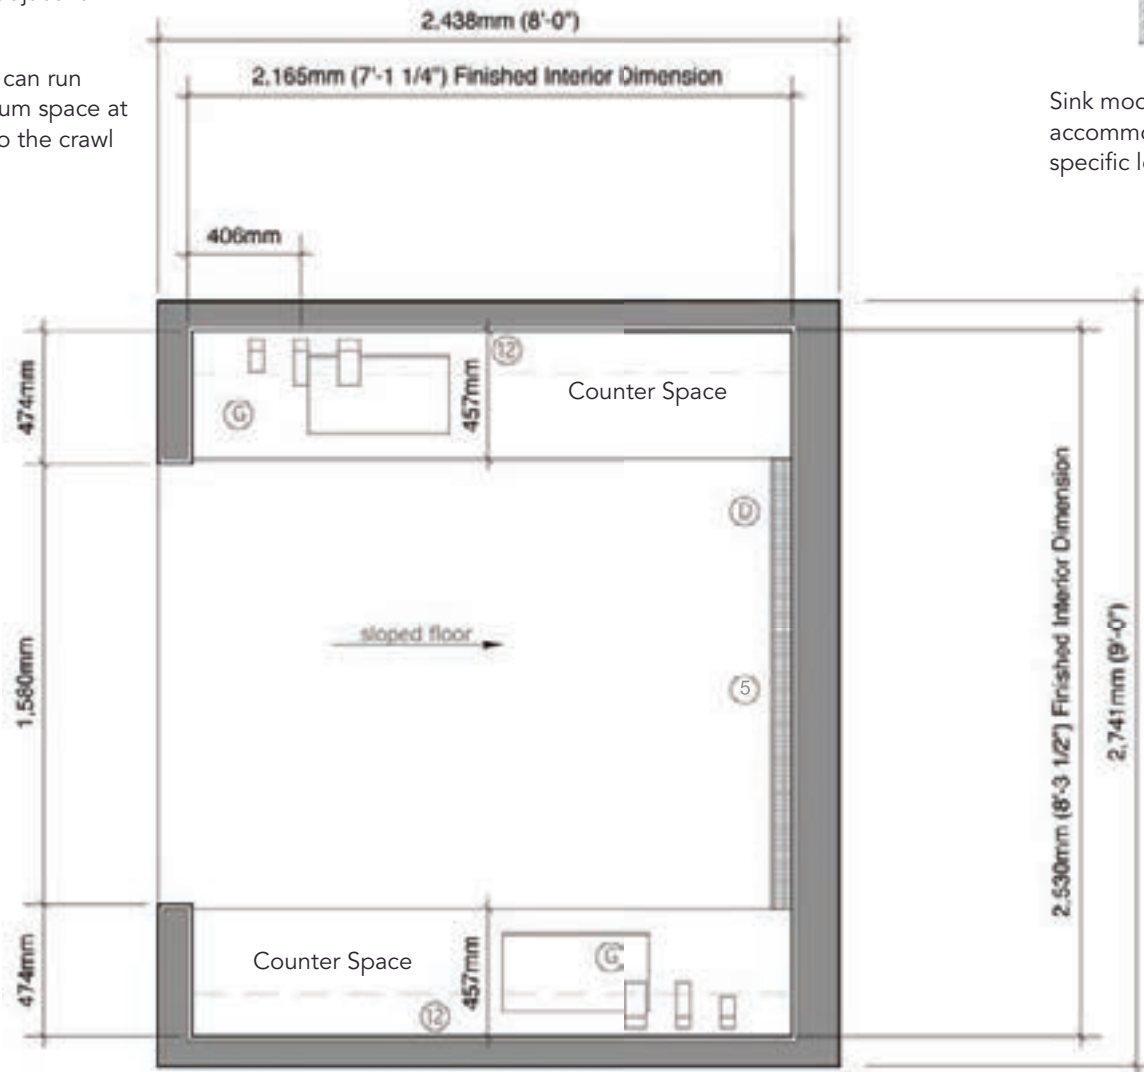 can run
um space at
o the crawl
Sink
accommo
specific
2,438mm (8'-0")
2,165mm (7'-1 1/4") Finished Interior Dimension
406mm
474mm
457mm
12
Counter Space
G
D
1,580mm
sloped floor
5
2,530mm (8'-3 1/2") Finished Interior Dimension
2,741mm (9'-0")
474mm
Counter Space
457mm
G
12